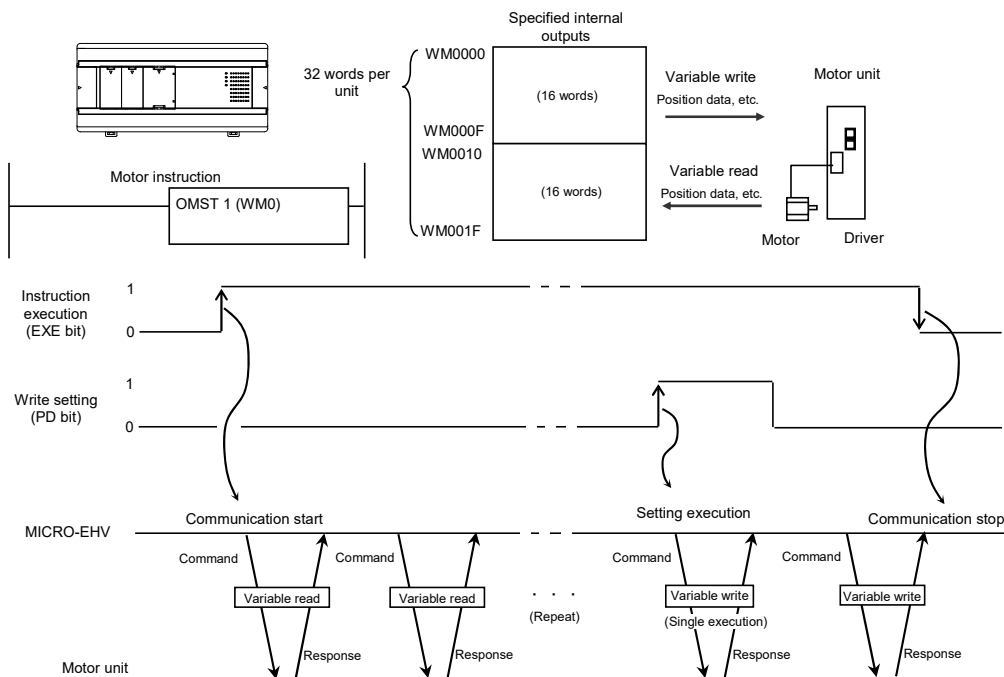 Specified internal
outputs
WM0000
32 words per
unit
(16 words)
Variable write
Position data, etc.
Motor unit
WM000F
WM0010
Motor instruction
OMST 1 (WM0)
(16 words)
Variable read
Position data, etc.
WM001F
Motor
Driver
Instruction
execution
(EXE bit)
1
0
Write setting
(PD bit)
1
0
MICRO-EHV
Communication start
Setting execution
Communication stop
Command
Command
Command
Command
Variable read
Variable read
. . .
(Repeat)
Variable write
(Single execution)
Variable write
Response
Response
Response
Response
Motor unit